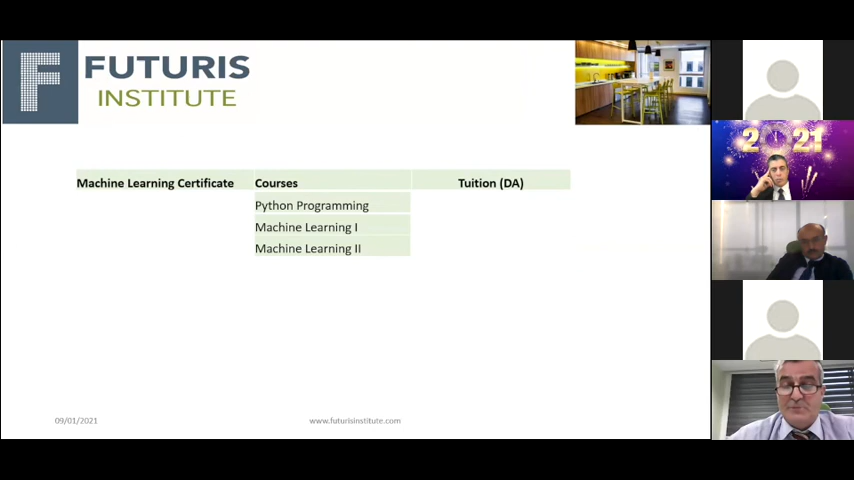 FUTURIS
INSTITUTE
2021
Machine Learning Certificate Courses Tuition (DA)
Python Programming
Machine Learning I
Machine Learning II
09/01/2021 www.futurisinstitute.com